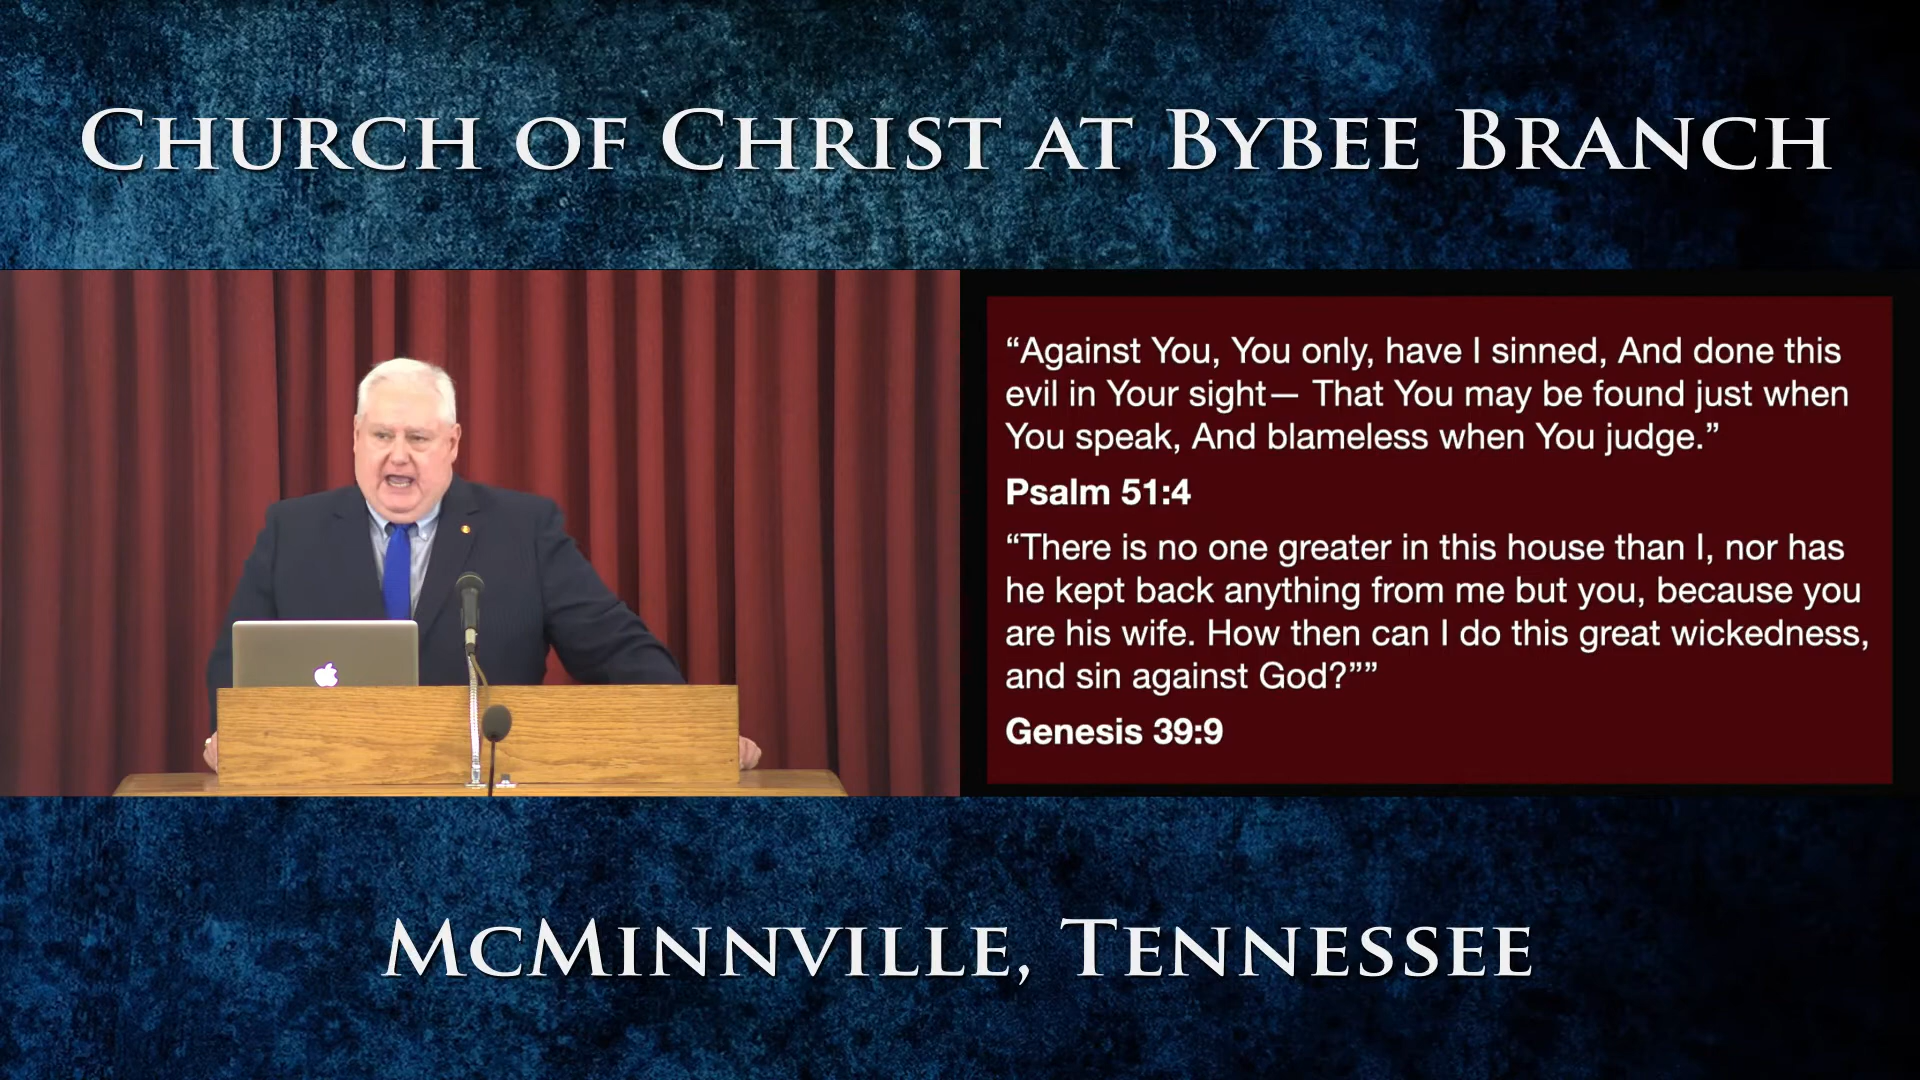 Church of Christ at Bybee Branch
“Against You, You only, have I sinned, And done this
evil in Your sight— That You may be found just when
You speak, And blameless when You judge.”
Psalm 51:4
“There is no one greater in this house than I, nor has
he kept back anything from me but you, because you
are his wife. How then can I do this great wickedness,
and sin against God?””
Genesis 39:9
McMinnville, Tennessee